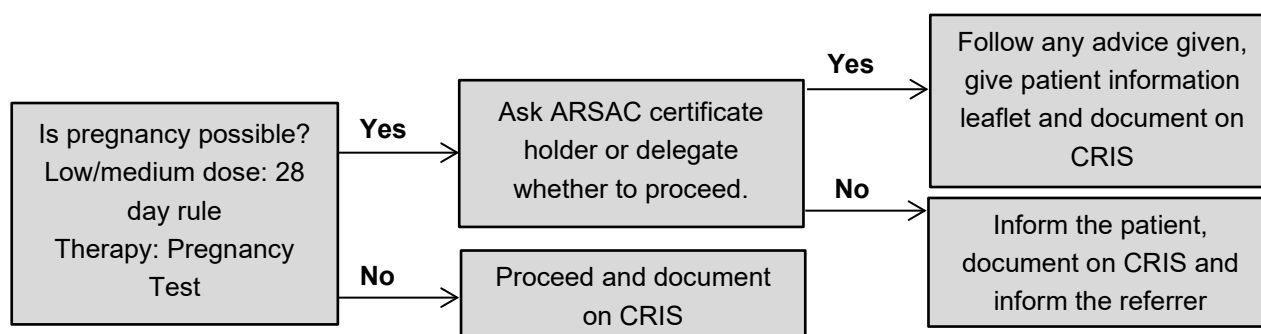 Is pregnancy possible?
Low/medium dose: 28
day rule
Therapy: Pregnancy
Test
Yes
No
Ask ARSAC certificate
holder or delegate
whether to proceed.
Proceed and document
on CRIS
Yes
No
Follow any advice given,
give patient information
leaflet and document on
CRIS
Inform the patient,
document on CRIS and
inform the referrer